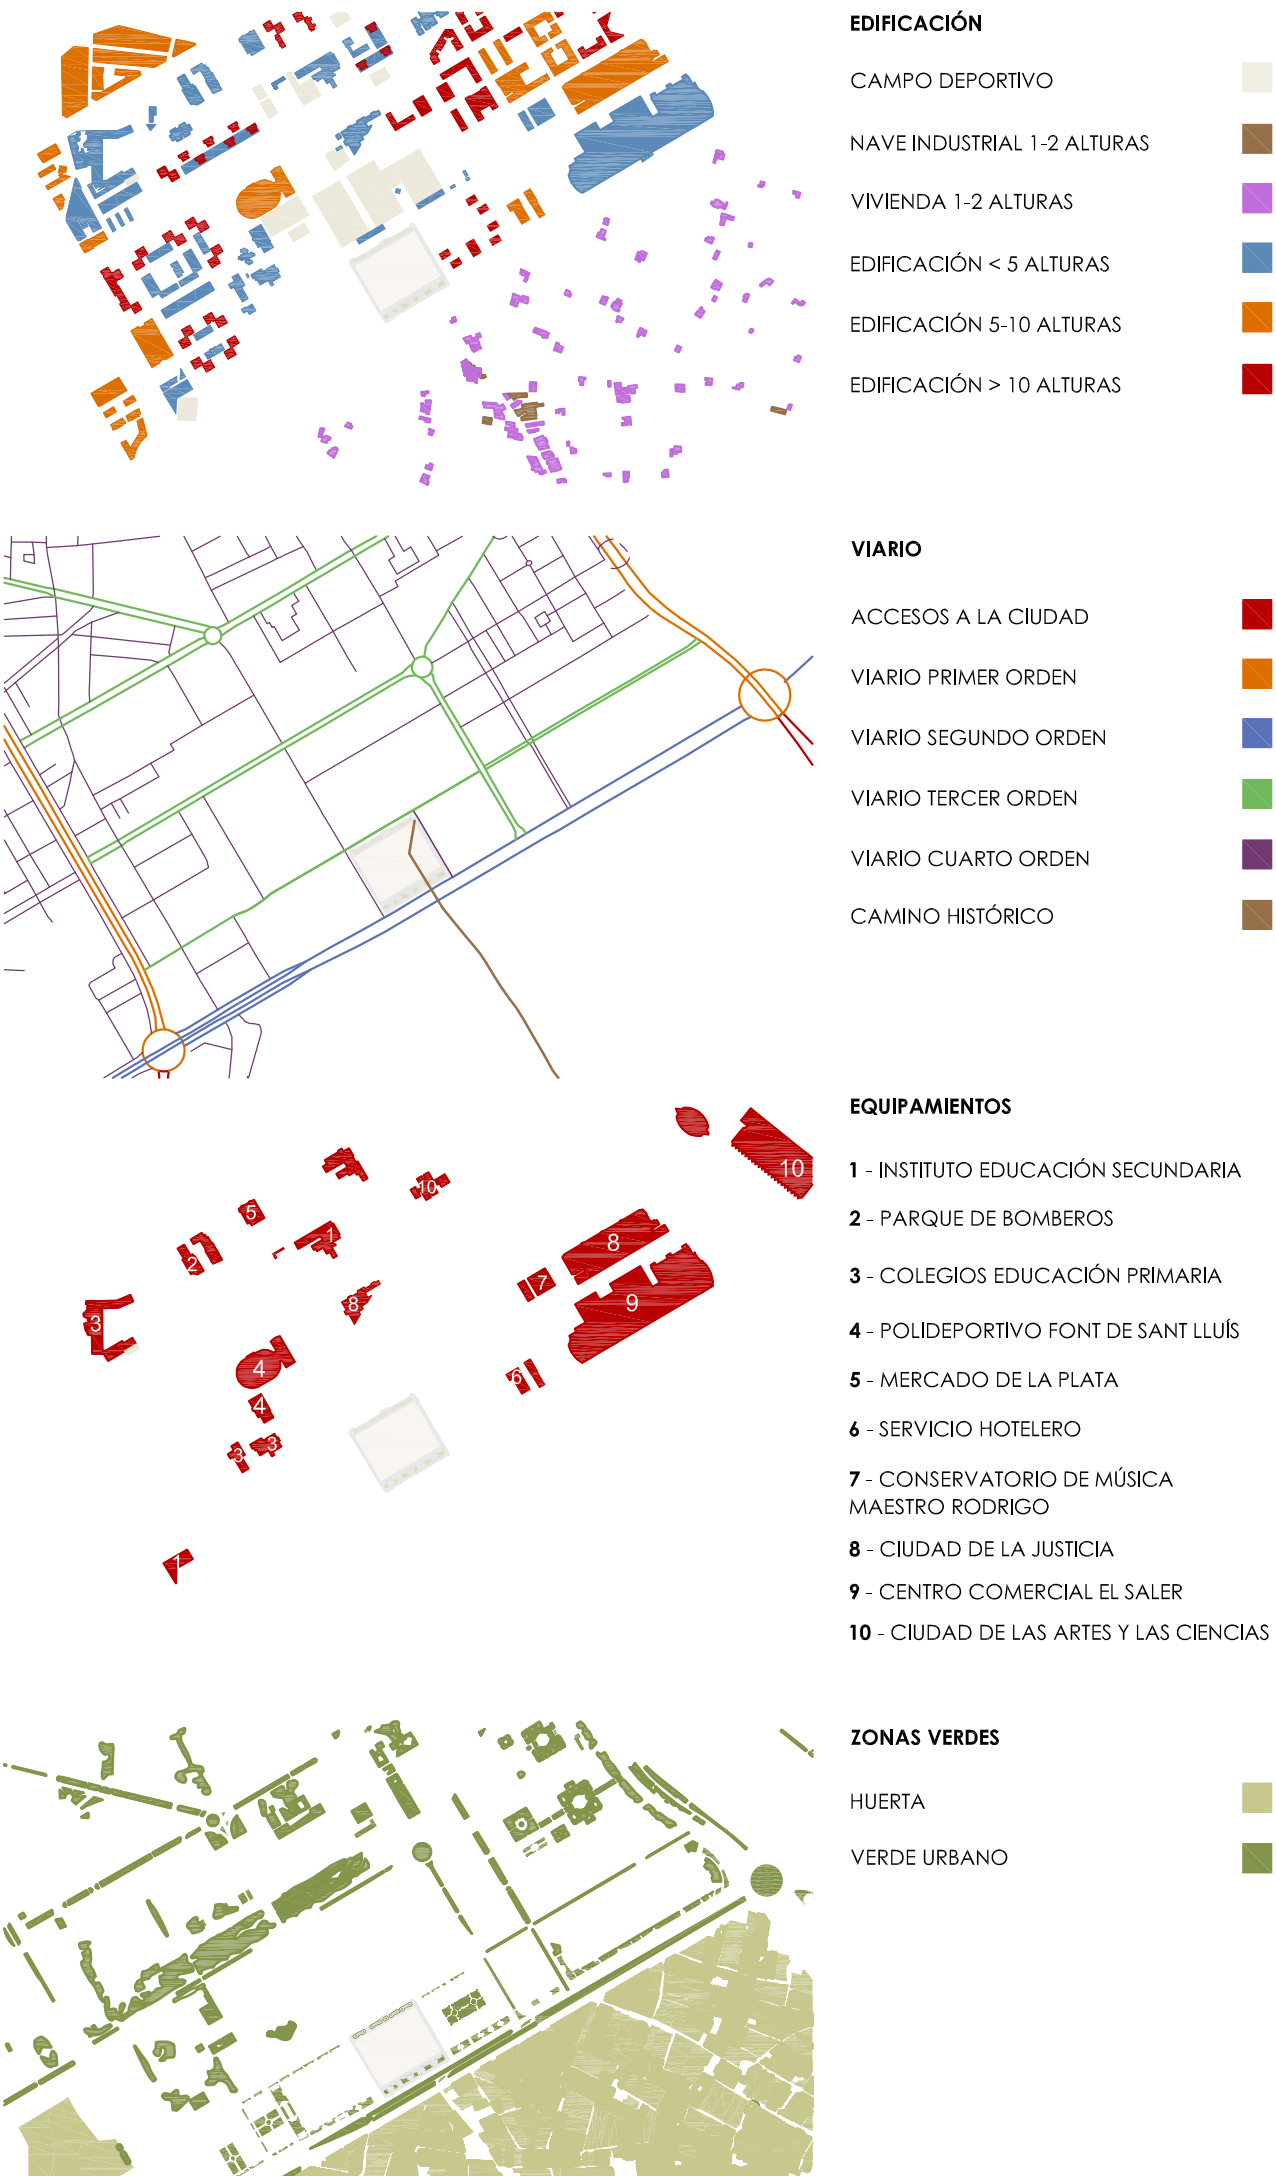 EDIFICACIÓN
CAMPO DEPORTIVO
NAVE INDUSTRIAL 1-2 ALTURAS
VIVIENDA 1-2 ALTURAS
EDIFICACIÓN < 5 ALTURAS
EDIFICACIÓN 5-10 ALTURAS
EDIFICACIÓN > 10 ALTURAS
VIARIO
ACCESOS A LA CIUDAD
VIARIO PRIMER ORDEN
VIARIO SEGUNDO ORDEN
VIARIO TERCER ORDEN
VIARIO CUARTO ORDEN
CAMINO HISTÓRICO
10
10
5
1
2
8
7
9
8
3
4
6
4
3
3
1
EQUIPAMIENTOS
1 - INSTITUTO EDUCACIÓN SECUNDARIA
2 - PARQUE DE BOMBEROS
3 - COLEGIOS EDUCACIÓN PRIMARIA
4 - POLIDEPORTIVO FONT DE SANT LLUÍS
5 - MERCADO DE LA PLATA
6 - SERVICIO HOTELERO
7 - CONSERVATORIO DE MÚSICA
MAESTRO RODRIGO
8 - CIUDAD DE LA JUSTICIA
9 - CENTRO COMERCIAL EL SALER
10 - CIUDAD DE LAS ARTES Y LAS CIENCIAS
ZONAS VERDES
HUERTA
VERDE URBANO